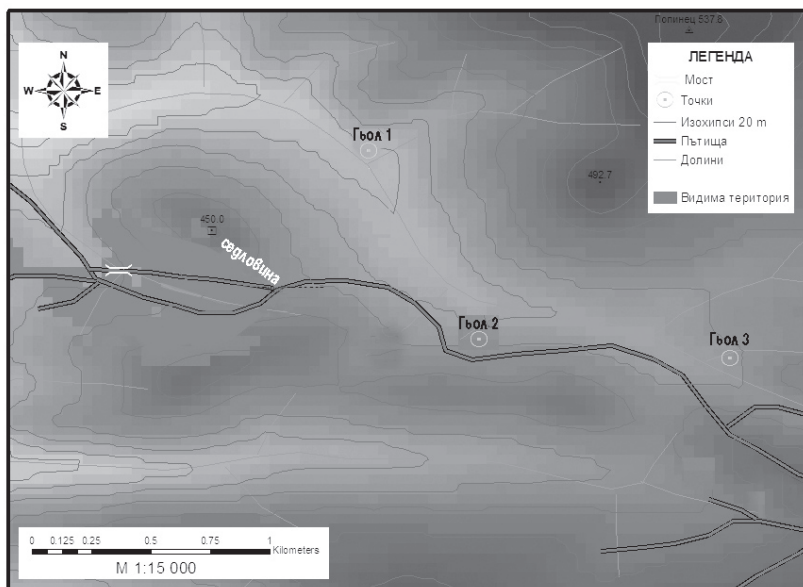 Попинец 537.8
N
W E
S
ЛЕГЕНДА
Мост
Точки
Изохипси 20 m
Пътища
Долини
Видима територия
Гьол 1
492.7
450.0
седловина
Гьол 2
Гьол 3
0 0.125 0.25 0.5 0.75 1
Kilometers
М 1:15 000